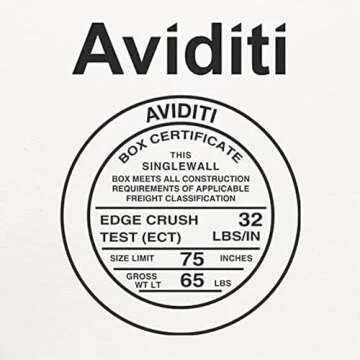 Aviditi
AVIDITI
BOX CERTIFICATE
THIS
SINGLEWALL
BOX MEETS ALL CONSTRUCTION
REQUIREMENTS OF APPLICABLE
FREIGHT CLASSIFICATION
EDGE CRUSH 32
TEST (ECT) LBS/IN
SIZE LIMIT 75 INCHES
GROSS
WT LT 65 LBS